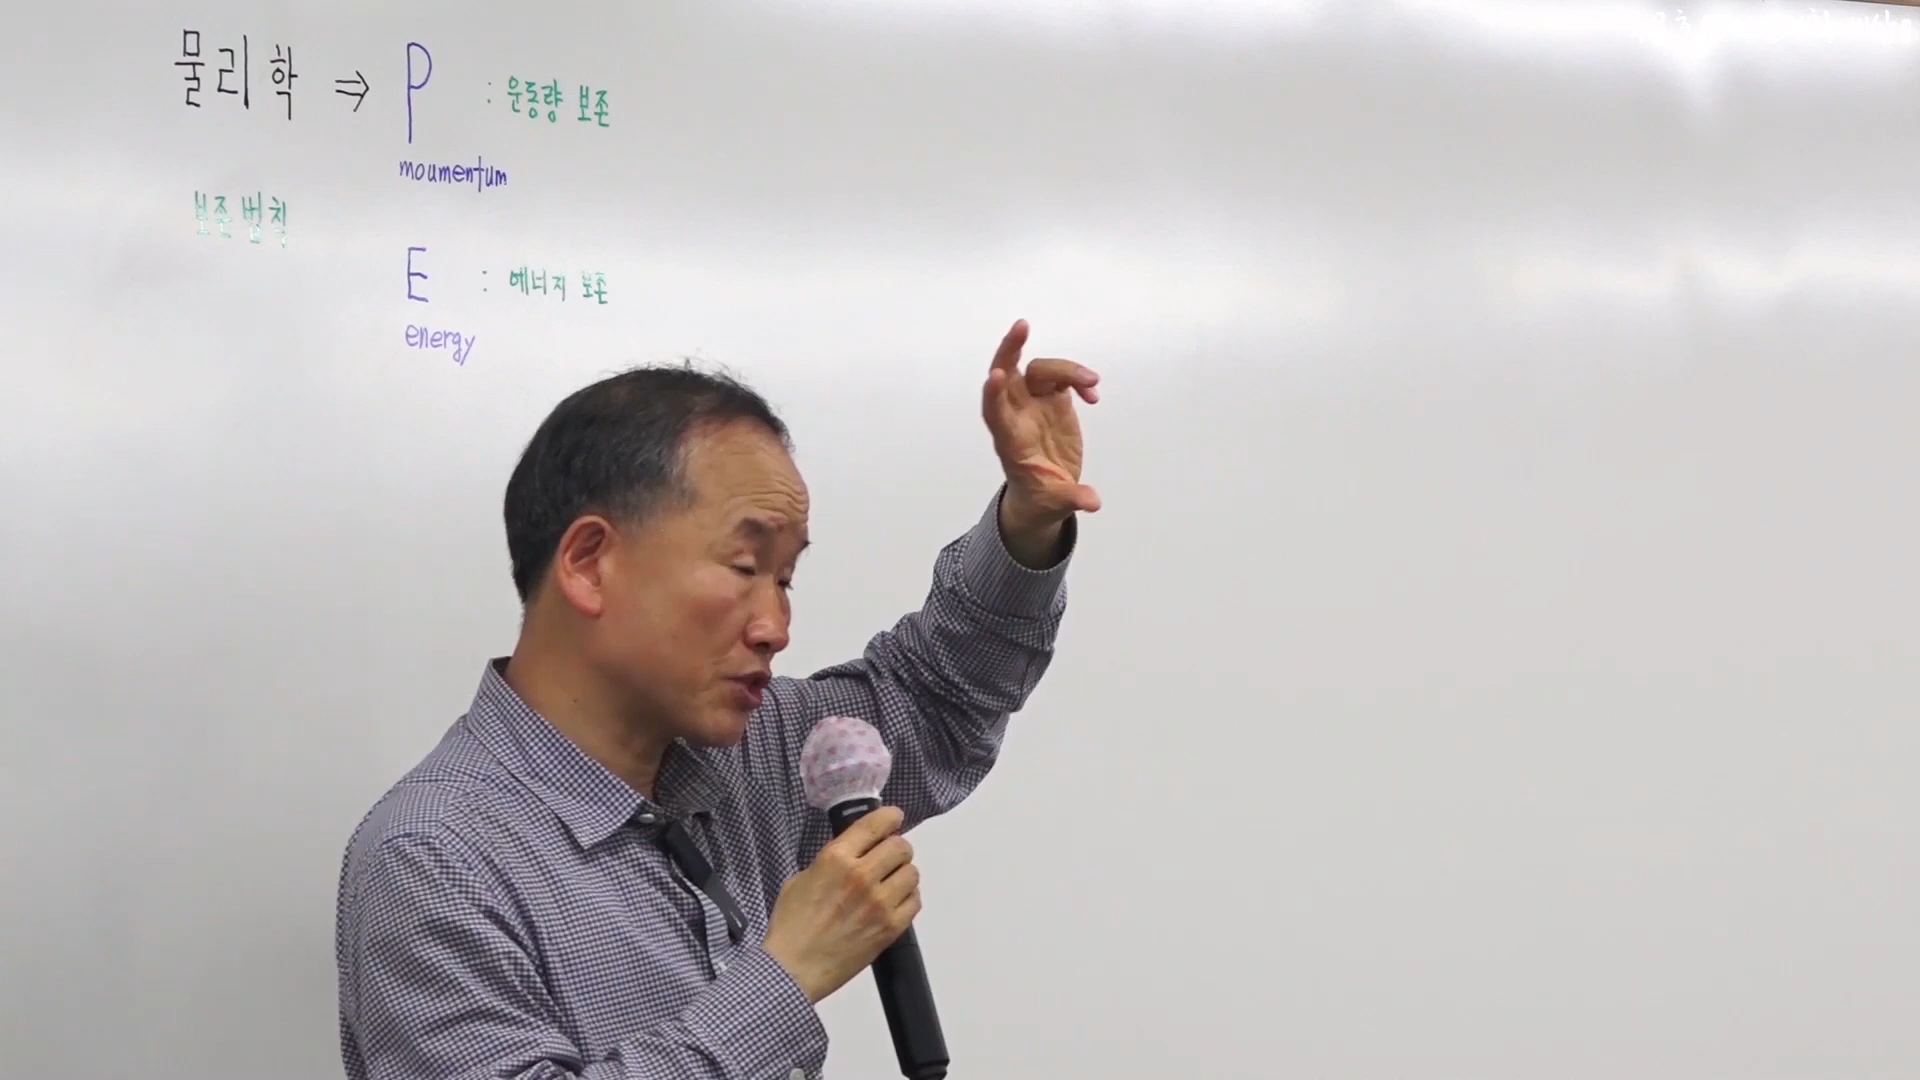 물리학 ⇒ P : 운동량 보존
moumentum
보존법칙
E : 에너지 보존
energy